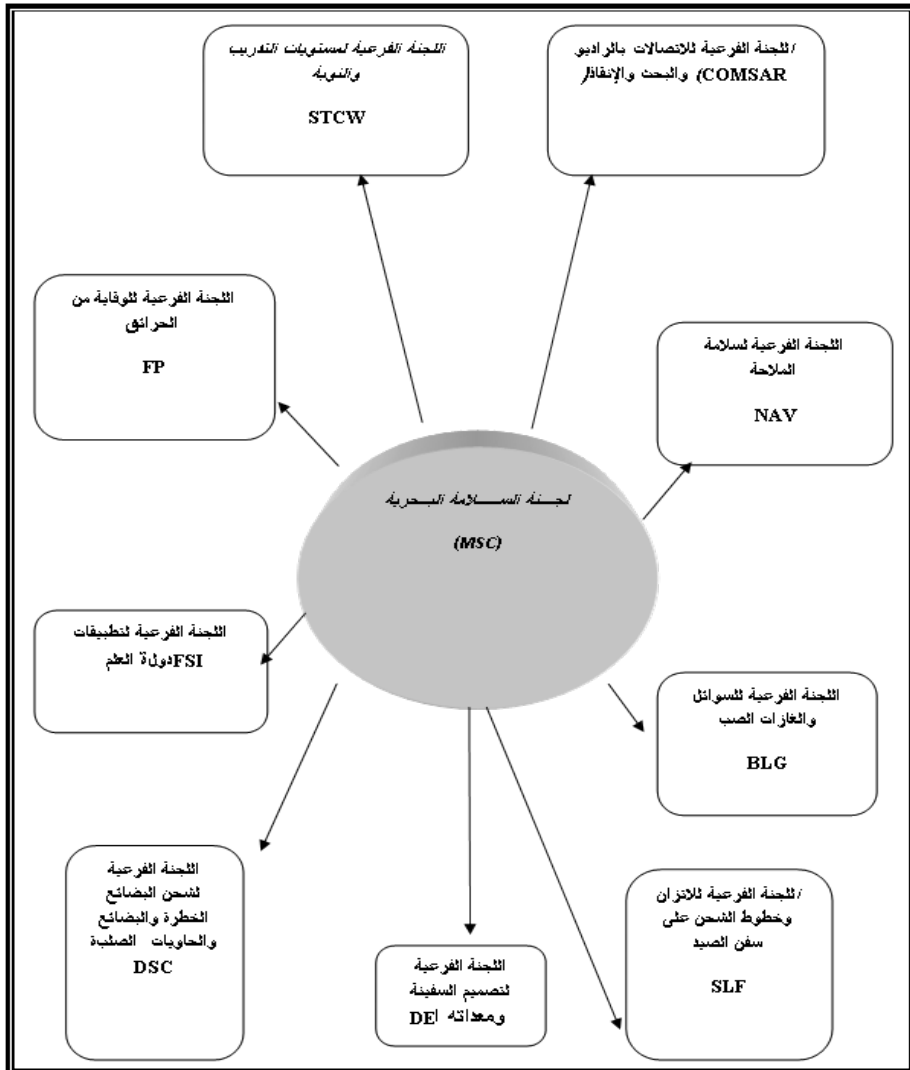 اللجنة الفرعية للاتصالات بالراديو
والبحث والإنقاذ (COMSAR
اللجنة الفرعية لمستويات التدريب
والنوبة
STCW
اللجنة الفرعية لسلامة
الملاحة
NAV
اللجنة الفرعية للوقاية من
الحرائق
FP
لجنة السلامة البحرية
(MSC)
اللجنة الفرعية للسوائل
والغازات الصب
BLG
اللجنة الفرعية لتطبيقات
دولة العلم FSI
اللجنة الفرعية للاتزان
وخطوط الشحن على
سفن الصيد
SLF
اللجنة الفرعية
لتصميم السفينة
ومعداته ا DE
اللجنة الفرعية
لشحن البضائع
الخطرة والبضائع
والحاويات الصلبة
DSC